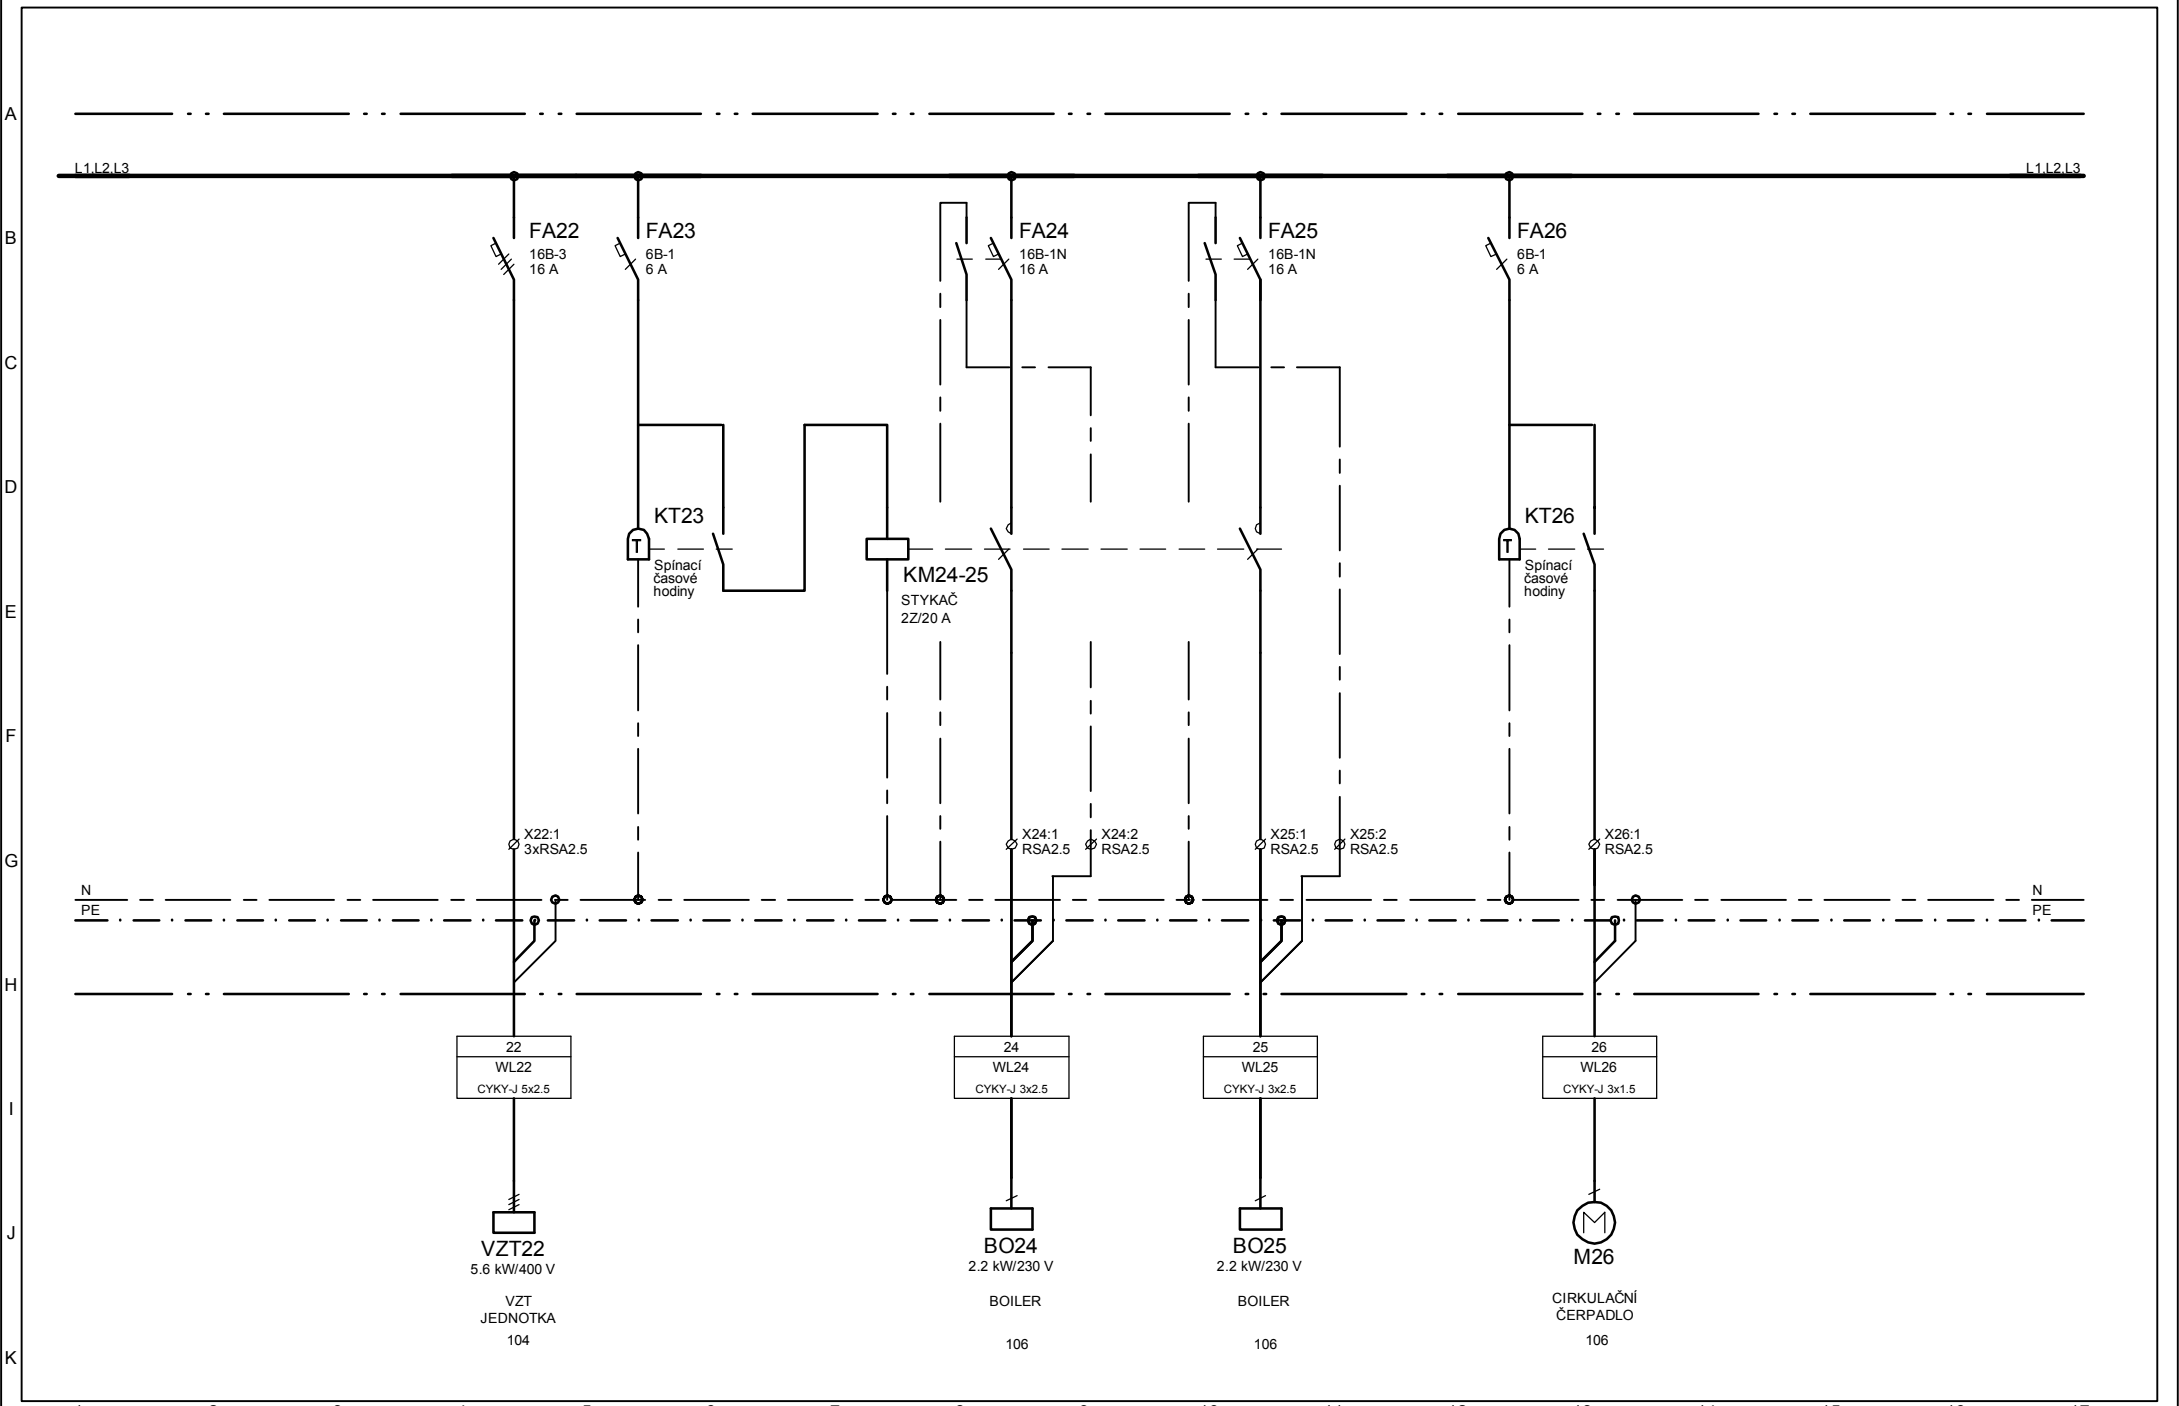 A
L1,L2,L3
L1,L2,L3
B
FA22
16B-3
16 A
FA23
6B-1
6 A
FA24
16B-1N
16 A
FA25
16B-1N
16 A
FA26
6B-1
6 A
C
D
KT23
T
Spínací
časové
hodiny
KM24-25
STYKAČ
2Z/20 A
KT26
T
Spínací
časové
hodiny
E
F
X22:1
3xRSA2.5
X24:1
RSA2.5
X24:2
RSA2.5
X25:1
RSA2.5
X25:2
RSA2.5
X26:1
RSA2.5
G
N
PE
N
PE
H
22
WL22
CYKY-J 5x2.5
24
WL24
CYKY-J 3x2.5
25
WL25
CYKY-J 3x2.5
26
WL26
CYKY-J 3x1.5
I
J
VZT22
5.6 kW/400 V
VZT
JEDNOTKA
104
BO24
2.2 kW/230 V
BOILER
106
BO25
2.2 kW/230 V
BOILER
106
M
M26
CIRKULAČNÍ
ČERPADLO
106
K